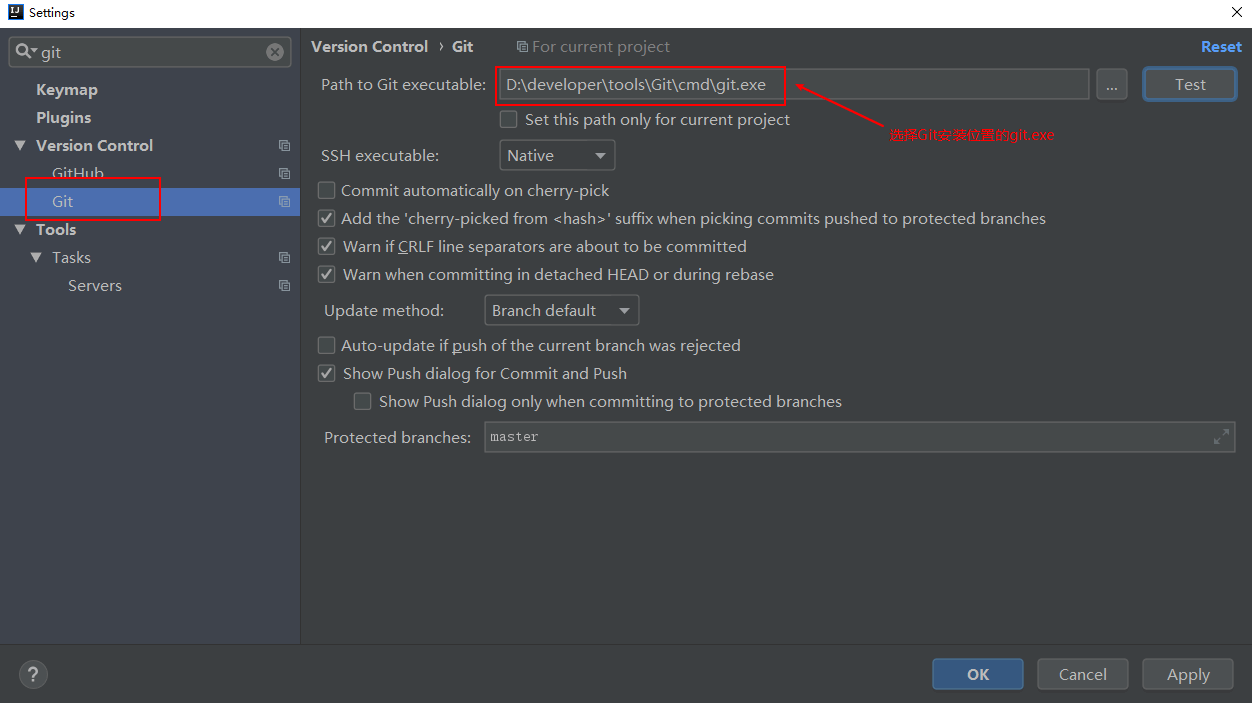 Settings
git
Keymap
Plugins
Version Control
GitHub
Git
Tools
Tasks
Servers
Version Control › Git For current project Reset
Path to Git executable: D:\developer\tools\Git\cmd\git.exe ... Test
Set this path only for current project
选择Git安装位置的git.exe
SSH executable: Native
Commit automatically on cherry-pick
Add the 'cherry-picked from <hash>' suffix when picking commits pushed to protected branches
Warn if CRLF line separators are about to be committed
Warn when committing in detached HEAD or during rebase
Update method: Branch default
Auto-update if push of the current branch was rejected
Show Push dialog for Commit and Push
Show Push dialog only when committing to protected branches
Protected branches: master
? OK Cancel Apply